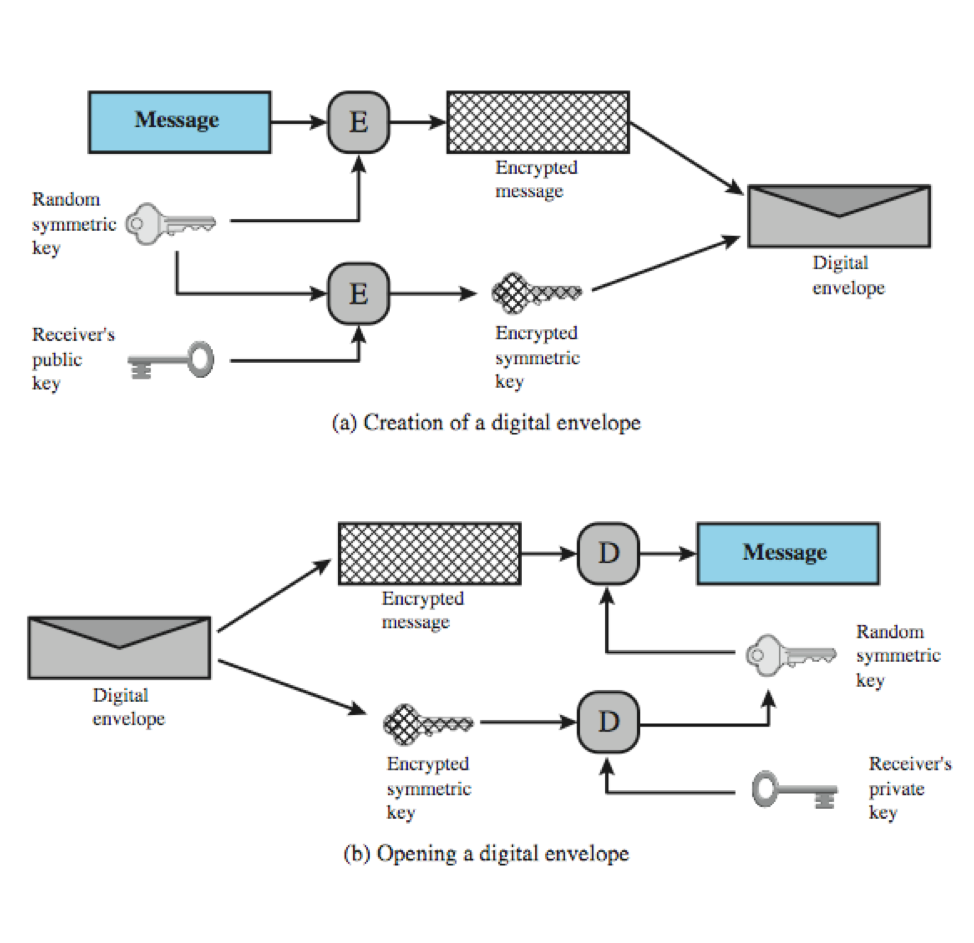 Message
E
Encrypted
message
Random
symmetric
key
Digital
envelope
E
Receiver's
public
key
Encrypted
symmetric
key
(a) Creation of a digital envelope
D
Message
Encrypted
message
Random
symmetric
key
Digital
envelope
D
Encrypted
symmetric
key
Receiver's
private
key
(b) Opening a digital envelope